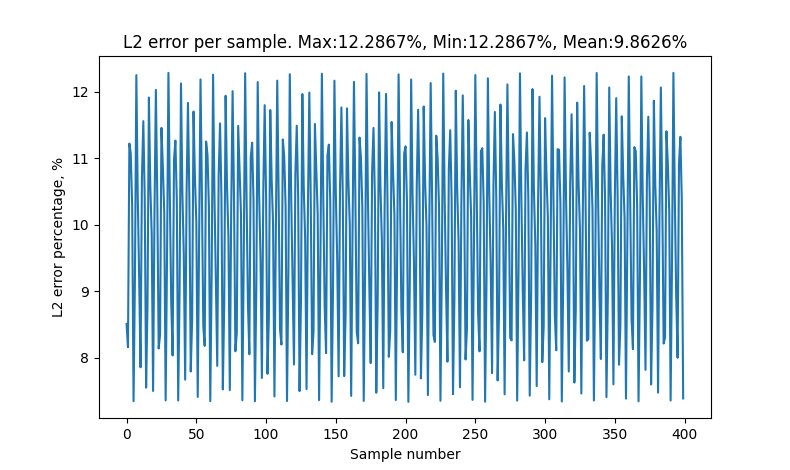 L2 error per sample. Max:12.2867%, Min:12.2867%, Mean:9.8626%
L2 error percentage, %
12
11
10
9
8
0 50 100 150 200 250 300 350 400
Sample number